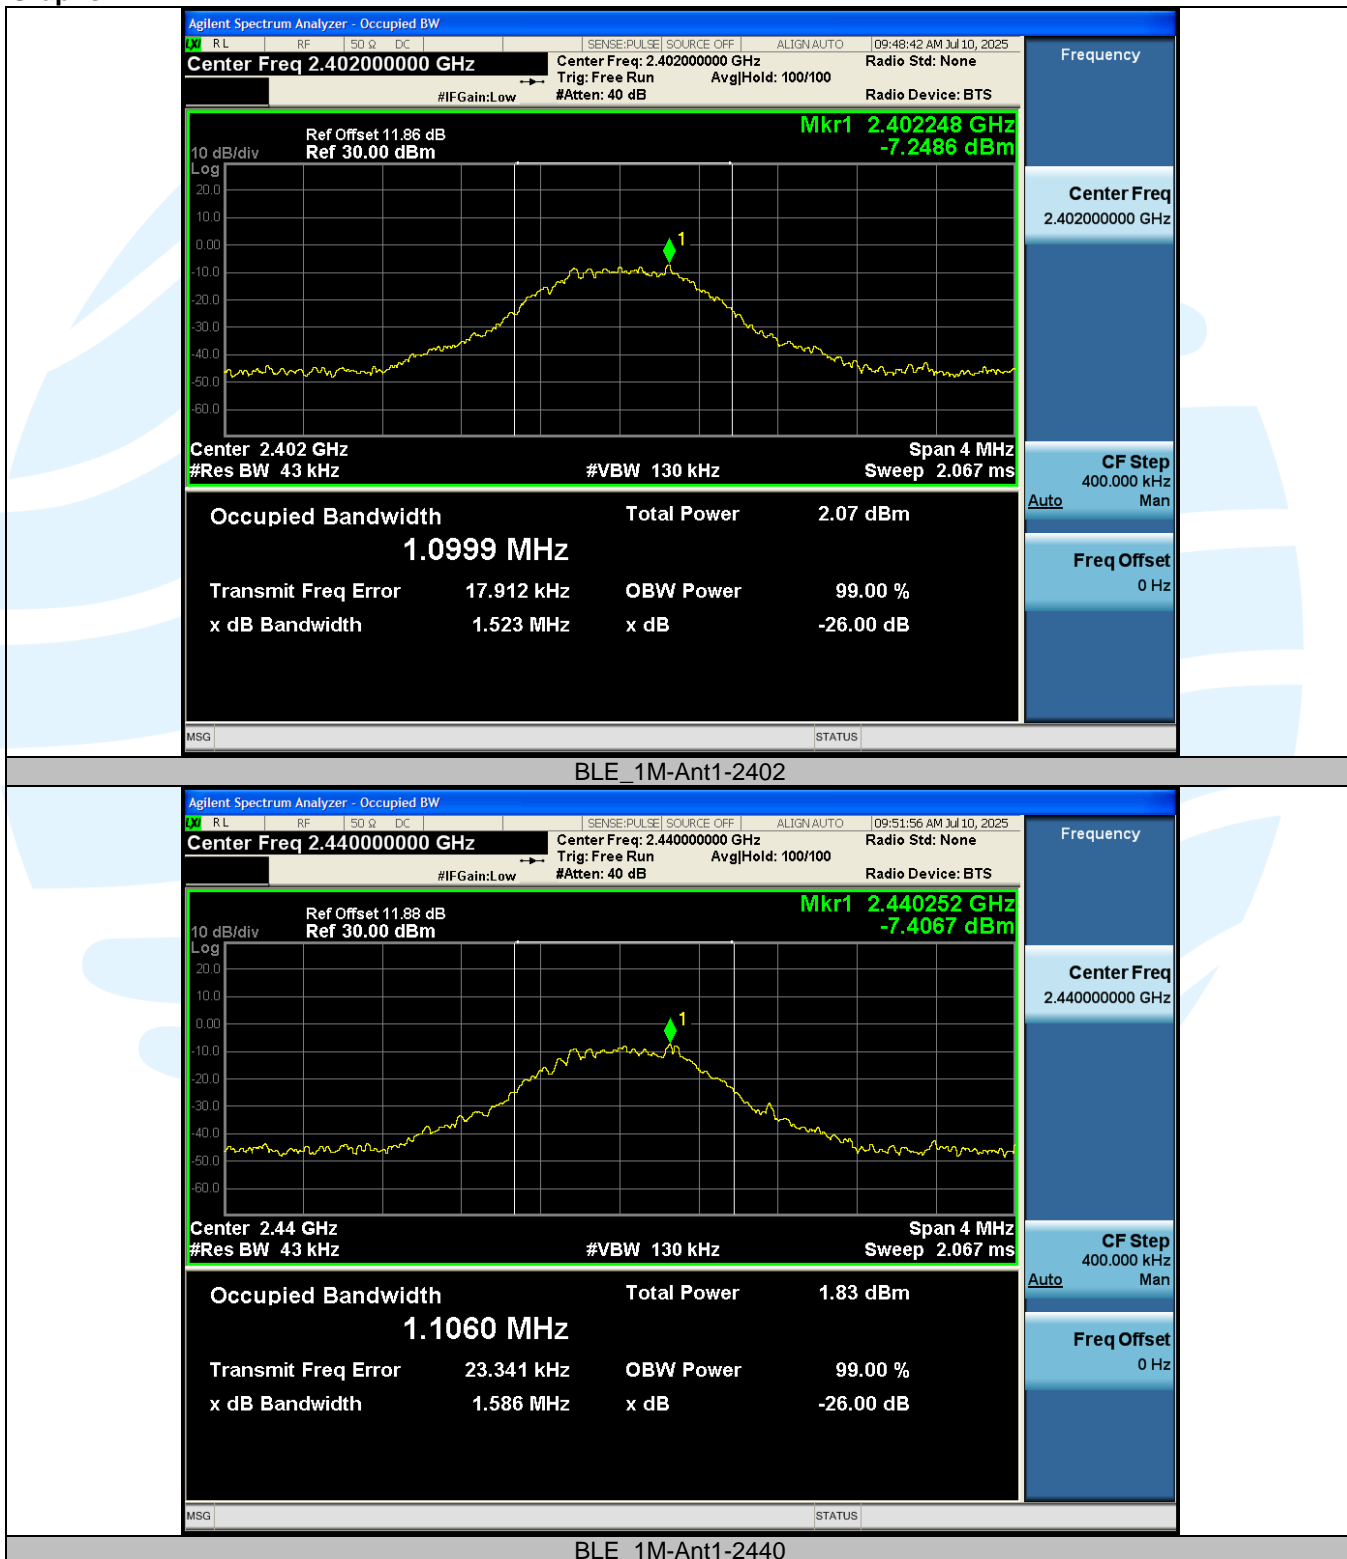 Agilent Spectrum Analyzer - Occupied BW
LXI RL RF 50 Ω DC SENSE:PULSE SOURCE OFF ALIGN AUTO 09:48:42 AM Jul 10, 2025
Center Freq 2.402000000 GHz Center Freq: 2.402000000 GHz Radio Std: None
Trig: Free Run Avg|Hold: 100/100
#IFGain:Low #Atten: 40 dB Radio Device: BTS
Frequency
Mkr1 2.402248 GHz
Ref Offset 11.86 dB
-7.2486 dBm
10 dB/div Ref 30.00 dBm
Log
20.0
10.0
0.00
-10.0
-20.0
-30.0
-40.0
-50.0
-60.0
1
Center 2.402 GHz Span 4 MHz
#Res BW 43 kHz #VBW 130 kHz Sweep 2.067 ms
Center Freq
2.402000000 GHz
CF Step
400.000 kHz
Auto Man
Freq Offset
0 Hz
Occupied Bandwidth Total Power 2.07 dBm
1.0999 MHz
Transmit Freq Error 17.912 kHz OBW Power 99.00 %
x dB Bandwidth 1.523 MHz x dB -26.00 dB
MSG STATUS
BLE_1M-Ant1-2402
Agilent Spectrum Analyzer - Occupied BW
LXI RL RF 50 Ω DC SENSE:PULSE SOURCE OFF ALIGN AUTO 09:51:56 AM Jul 10, 2025
Center Freq 2.440000000 GHz Center Freq: 2.440000000 GHz Radio Std: None
Trig: Free Run Avg|Hold: 100/100
#IFGain:Low #Atten: 40 dB Radio Device: BTS
Frequency
Mkr1 2.440252 GHz
Ref Offset 11.88 dB
-7.4067 dBm
10 dB/div Ref 30.00 dBm
Log
20.0
10.0
0.00
-10.0
-20.0
-30.0
-40.0
-50.0
-60.0
1
Center 2.44 GHz Span 4 MHz
#Res BW 43 kHz #VBW 130 kHz Sweep 2.067 ms
Center Freq
2.440000000 GHz
CF Step
400.000 kHz
Auto Man
Freq Offset
0 Hz
Occupied Bandwidth Total Power 1.83 dBm
1.1060 MHz
Transmit Freq Error 23.341 kHz OBW Power 99.00 %
x dB Bandwidth 1.586 MHz x dB -26.00 dB
MSG STATUS
BLE_1M-Ant1-2440